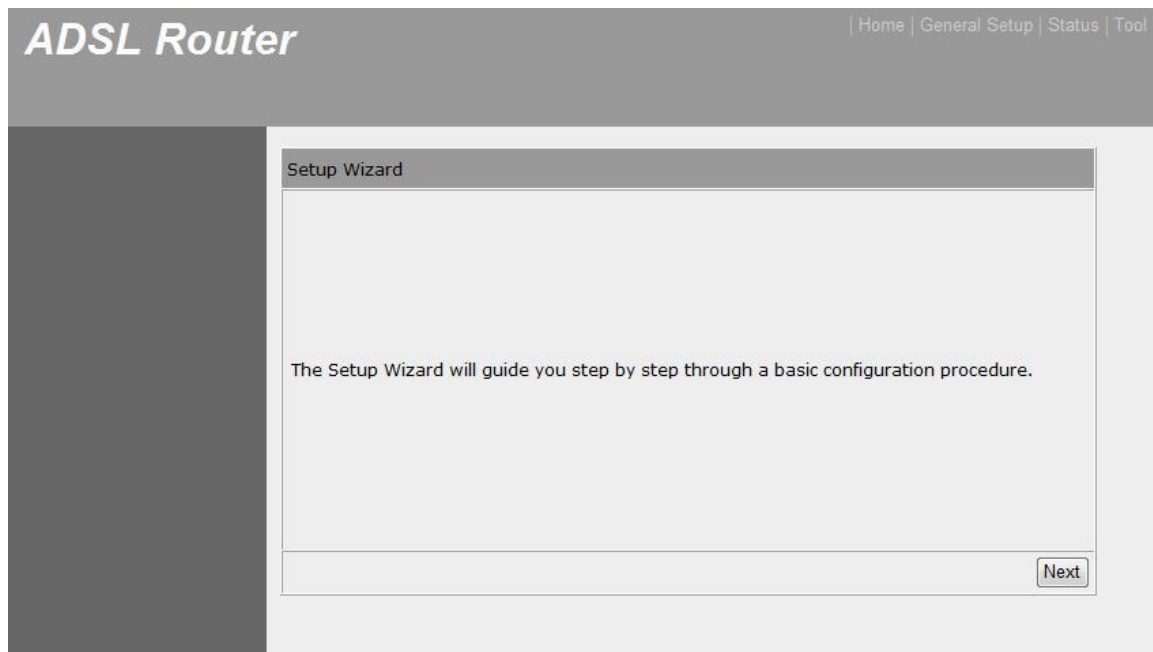 ADSL Router
| Home | General Setup | Status | Tool
Setup Wizard
The Setup Wizard will guide you step by step through a basic configuration procedure.
Next